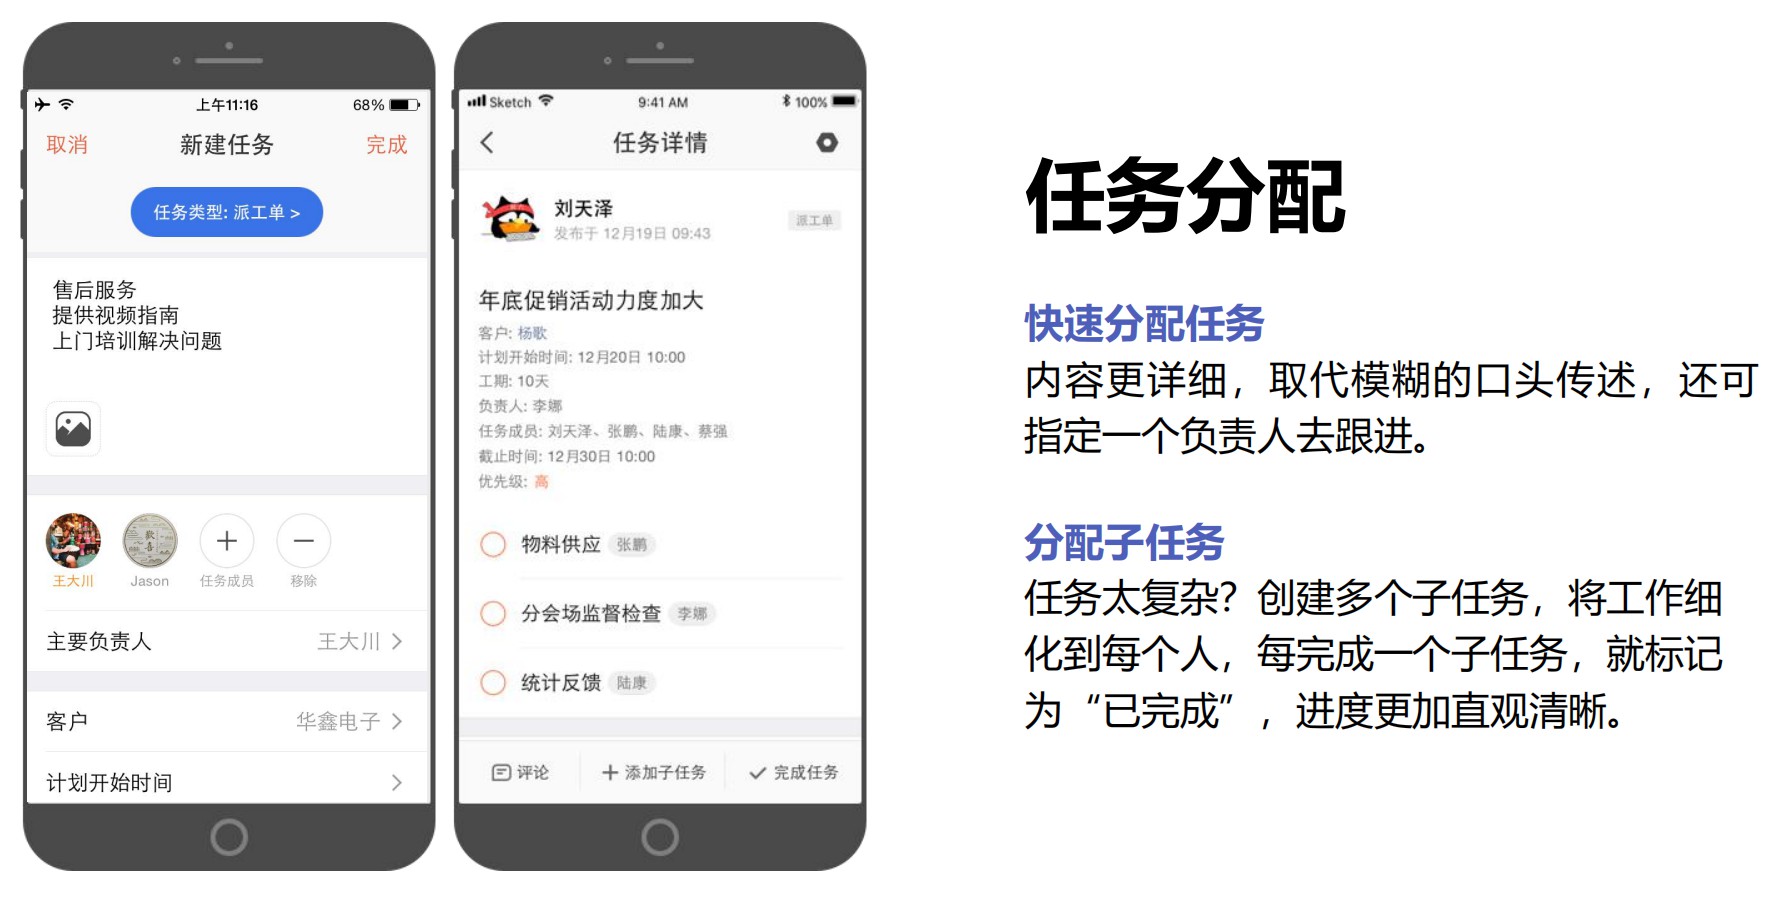 上午11:16
68%
取消
新建任务
完成
任务类型: 派工单 >
售后服务
提供视频指南
上门培训解决问题
王大川
Jason
任务成员
移除
主要负责人
王大川
客户
华鑫电子
计划开始时间
Sketch
9:41 AM
100%
任务详情
刘天泽
发布于 12月19日 09:43
派工单
年底促销活动力度加大
客户: 杨歌
计划开始时间: 12月20日 10:00
工期: 10天
负责人: 李娜
任务成员: 刘天泽、张鹏、陆康、蔡强
截止时间: 12月30日 10:00
优先级: 高
物料供应 张鹏
分会场监督检查 李娜
统计反馈 陆康
评论
添加子任务
完成任务
任务分配
快速分配任务
内容更详细，取代模糊的口头传述，还可
指定一个负责人去跟进。
分配子任务
任务太复杂？创建多个子任务，将工作细
化到每个人，每完成一个子任务，就标记
为“已完成”，进度更加直观清晰。